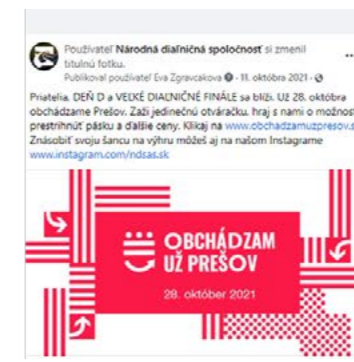 Používateľ Národná diaľničná spoločnosť si zmenil
titulnú fotku.
Publikoval používateľ Eva Zgravcakova · 11. októbra 2021 ·
Priatelia, DEŇ D a VEĽKÉ DIAĽNIČNÉ FINÁLE sa blíži. Už 28. októbra
obchádzame Prešov. Zaži jedinečnú otváračku, hraj s nami o možnosť
prestrihnúť pásku a ďalšie ceny. Klikaj na www.obchadzamuzpresov.s
Znásobiť svoju šancu na výhru môžeš aj na našom Instagrame
www.instagram.com/ndsas.sk
OBCHÁDZAM
UŽ PREŠOV
28. október 2021